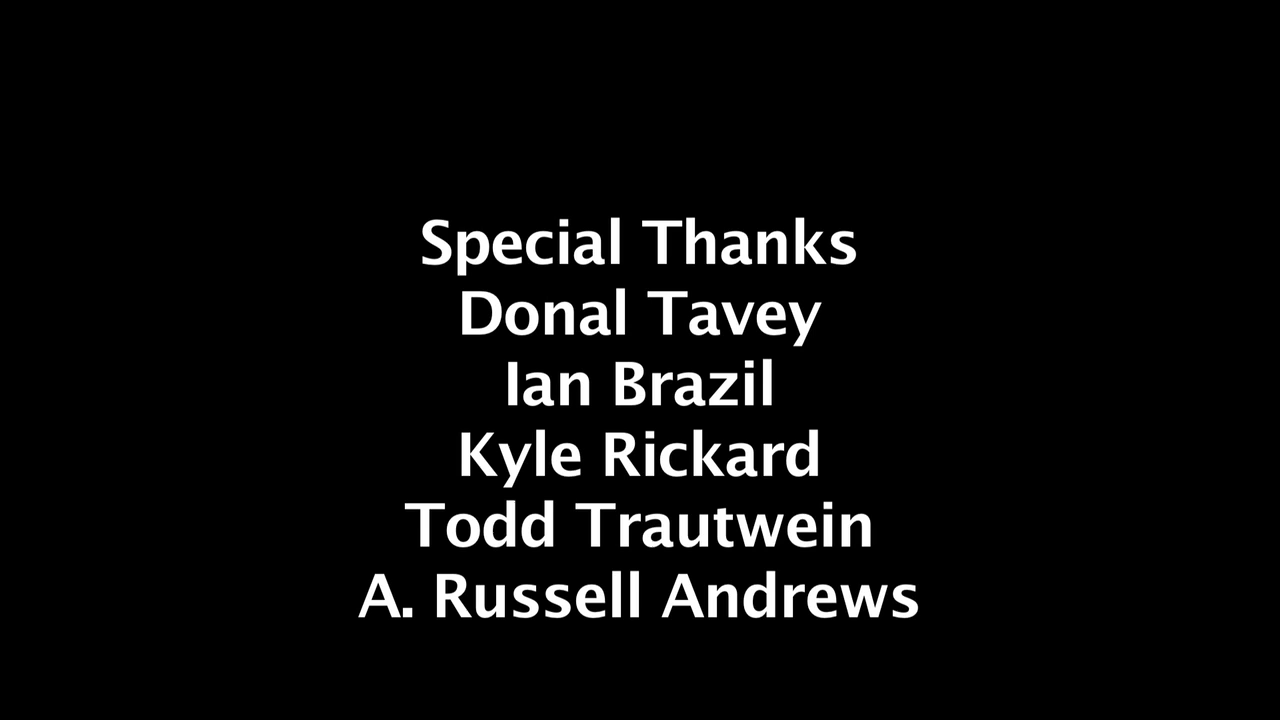 Special Thanks
Donal Tavey
Ian Brazil
Kyle Rickard
Todd Trautwein
A. Russell Andrews